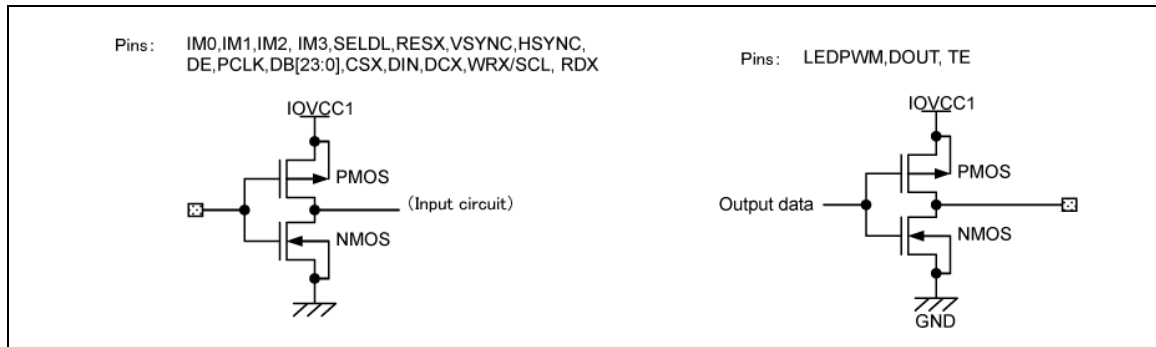 Pins: IM0,IM1,IM2, IM3,SELDL,RESX,VSYNC,HSYNC,
DE,PCLK,DB[23:0],CSX,DIN,DCX,WRX/SCL, RDX
IOVCC1
PMOS
(Input circuit)
NMOS
Pins: LEDPWM,DOUT, TE
IOVCC1
PMOS
Output data
NMOS
GND